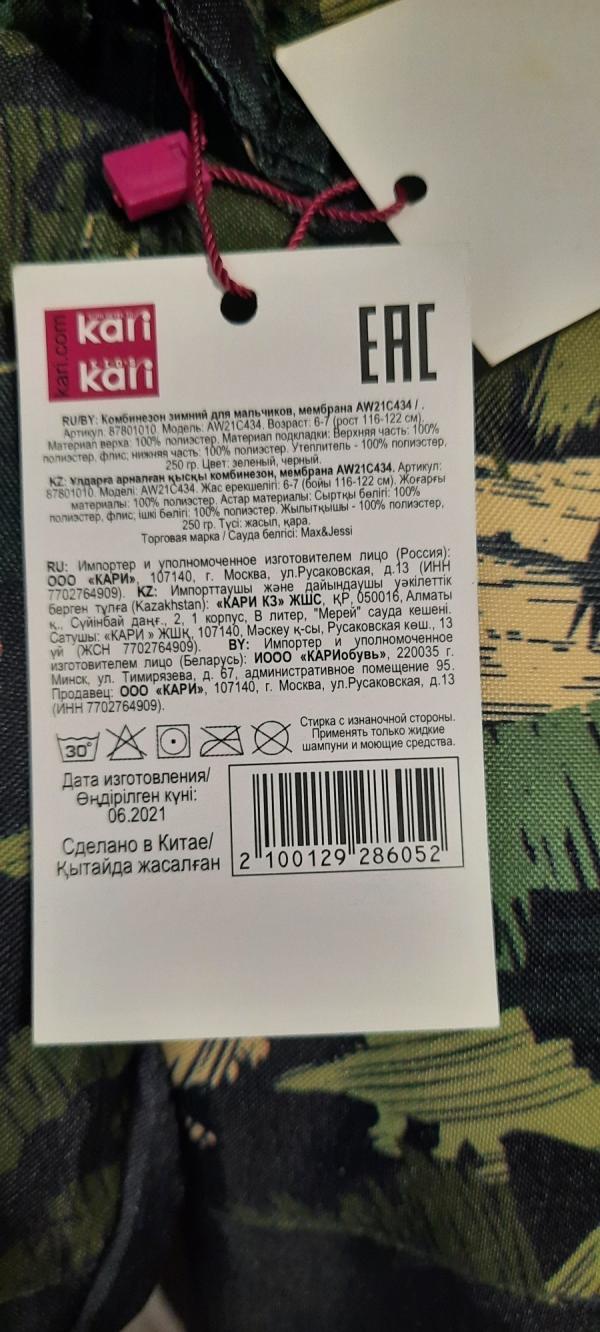 kari.com
kari
KIDS
kari
EAC
RU/BY: Комбинезон зимний для мальчиков, мембрана AW21C434 / .
Артикул: 87801010. Модель: AW21C434. Возраст: 6-7 (рост 116-122 см).
Материал верха: 100% полиэстер. Материал подкладки: Верхняя часть: 100%
полиэстер, флис; нижняя часть: 100% полиэстер. Утеплитель - 100% полиэстер,
250 гр. Цвет: зеленый, черный.
KZ: Ұлдарға арналған қысқы комбинезон, мембрана AW21C434. Артикул:
87801010. Моделі: AW21C434. Жас ерекшелігі: 6-7 (бойы 116-122 см). Жоғарғы
материалы: 100% полиэстер. Астар материалы: Сыртқы бөлігі: 100%
полиэстер, флис; ішкі бөлігі: 100% полиэстер. Жылытқышы - 100% полиэстер,
250 гр. Түсі: жасыл, қара.
Торговая марка / Сауда белгісі: Max&Jessi
RU: Импортер и уполномоченное изготовителем лицо (Россия):
ООО «КАРИ», 107140, г. Москва, ул.Русаковская, д.13 (ИНН
7702764909). KZ: Импорттаушы және дайындаушы уәкілеттік
берген тұлға (Kazakhstan): «КАРИ КЗ» ЖШС, ҚР, 050016, Алматы
қ., Сүйінбай даңғ., 2, 1 корпус, В литер, "Мерей" сауда кешені.
Сатушы: «КАРИ » ЖШҚ, 107140, Мәскеу қ-сы, Русаковская көш., 13
үй (ЖСН 7702764909). BY: Импортер и уполномоченное
изготовителем лицо (Беларусь): ИООО «КАРИобувь», 220035 г.
Минск, ул. Тимирязева, д. 67, административное помещение 95.
Продавец: ООО «КАРИ», 107140, г. Москва, ул.Русаковская, д.13
(ИНН 7702764909).
30°
Стирка с изнаночной стороны.
Применять только жидкие
шампуни и моющие средства.
Дата изготовления/
Өндірілген күні:
06.2021
Сделано в Китае/
Қытайда жасалған
2 100129 286052